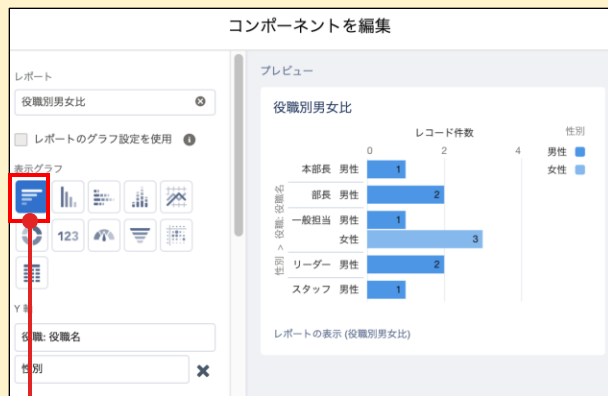 コンポーネントを編集
レポート
役職別男女比
レポートのグラフ設定を使用
表示グラフ
123
Y 軸
役職: 役職名
性別
プレビュー
役職別男女比
レコード件数
性別
0 2 4
男性
女性
性別 > 役職: 役職名
本部長 男性 1
部長 男性 2
一般担当 男性 1
女性 3
リーダー 男性 2
スタッフ 男性 1
レポートの表示 (役職別男女比)